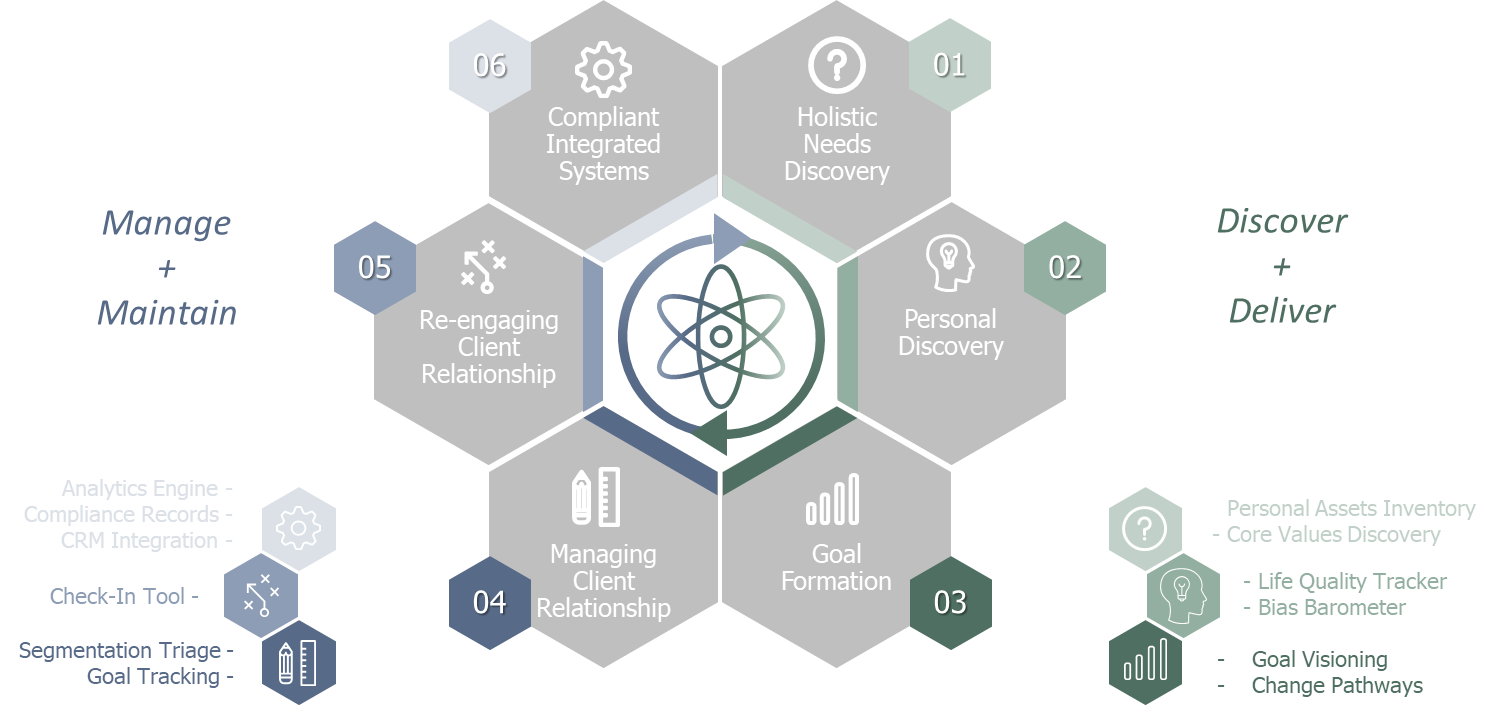 06
Compliant
Integrated
Systems
01
Holistic
Needs
Discovery
Manage
+
Maintain
05
Re-engaging
Client
Relationship
02
Personal
Discovery
Discover
+
Deliver
04
Managing
Client
Relationship
03
Goal
Formation
Analytics Engine -
Compliance Records -
CRM Integration -
Check-In Tool -
Segmentation Triage -
Goal Tracking -
?
Personal Assets Inventory
- Core Values Discovery
- Life Quality Tracker
- Bias Barometer
- Goal Visioning
- Change Pathways